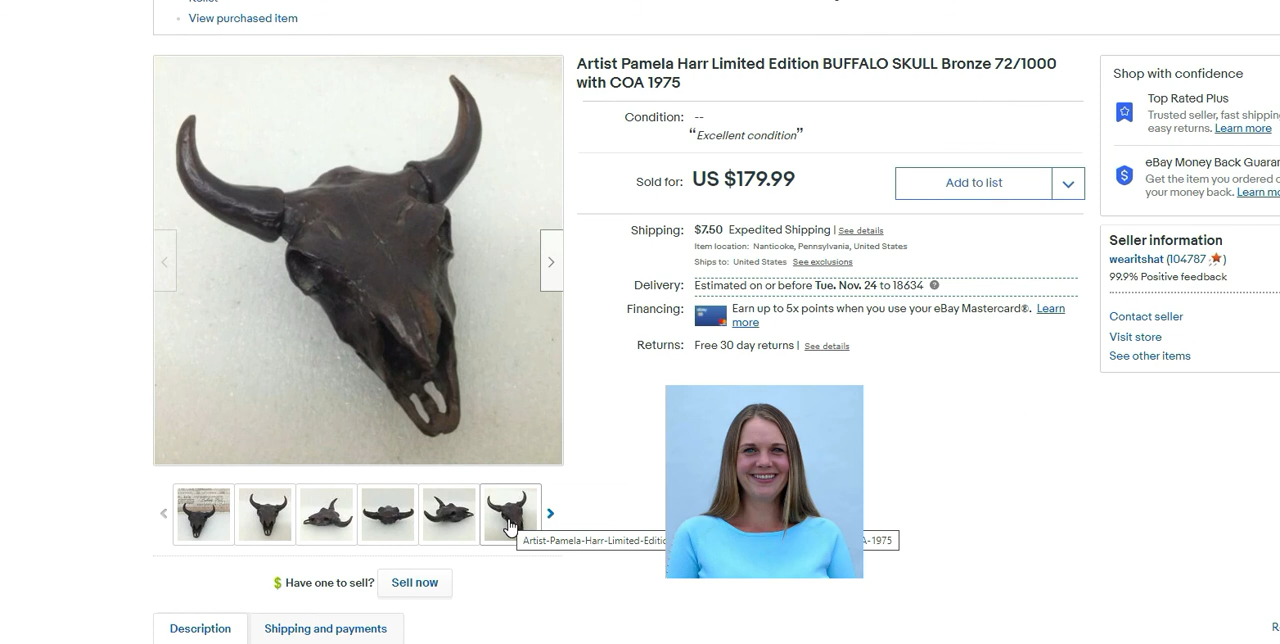 View purchased item
Artist Pamela Harr Limited Edition BUFFALO SKULL Bronze 72/1000
with COA 1975
Condition: --
“Excellent condition”
Sold for: US $179.99
Add to list
Shipping: $7.50 Expedited Shipping | See details
Item location: Nanticoke, Pennsylvania, United States
Ships to: United States See exclusions
Delivery: Estimated on or before Tue. Nov. 24 to 18634
Financing: Earn up to 5x points when you use your eBay Mastercard®. Learn
more
Returns: Free 30 day returns | See details
Shop with confidence
Top Rated Plus
Trusted seller, fast shipping
easy returns. Learn more
eBay Money Back Guaran
Get the item you ordered o
your money back. Learn mo
Seller information
wearitshat (104787 )
99.9% Positive feedback
Contact seller
Visit store
See other items
Artist-Pamela-Harr-Limited-Editio
A-1975
$ Have one to sell? Sell now
Description
Shipping and payments